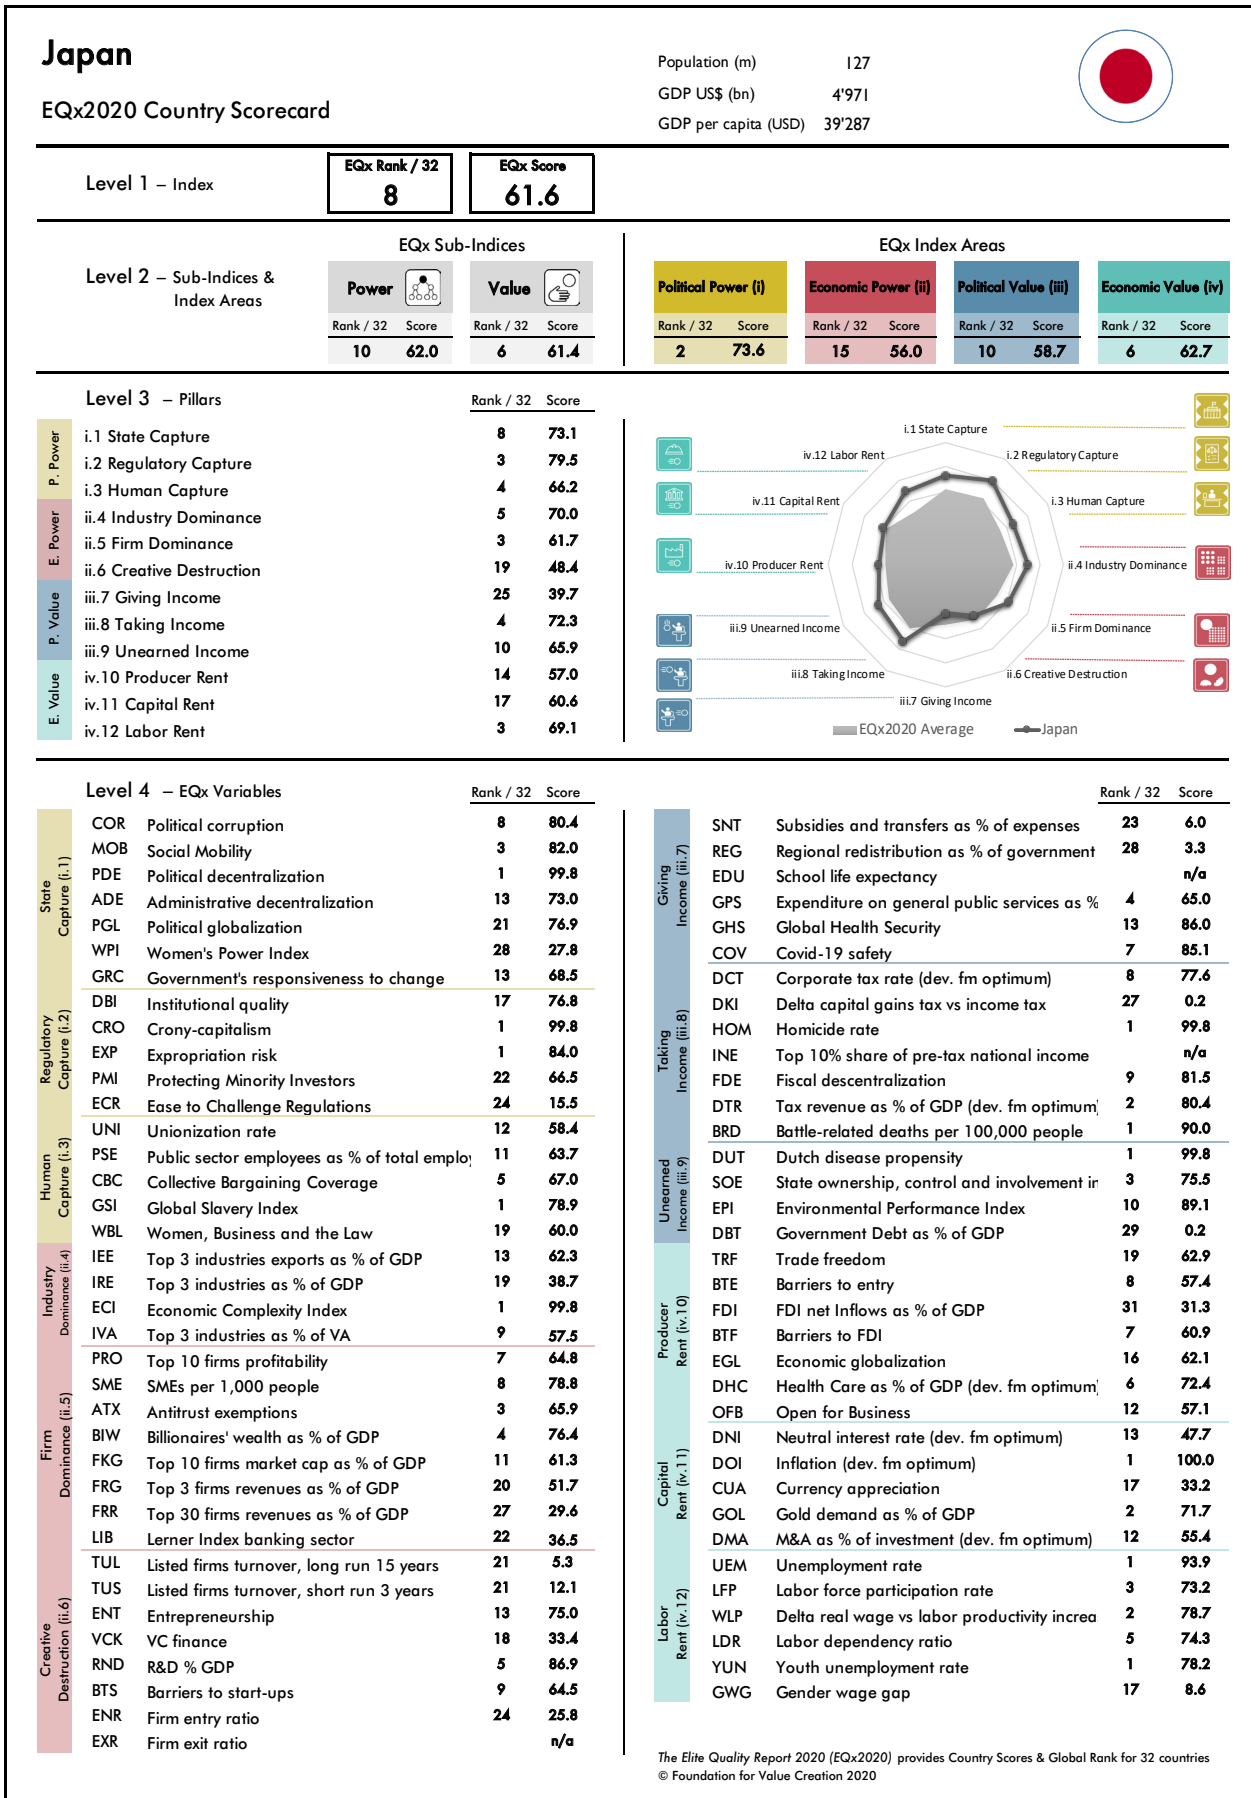 Japan
EQx2020 Country Scorecard
Population (m) 127
GDP US$ (bn) 4'971
GDP per capita (USD) 39'287
Level 1 – Index
EQx Rank / 32
8
EQx Score
61.6
Level 2 – Sub-Indices &
Index Areas
EQx Sub-Indices
Power Value
Rank / 32 Score Rank / 32 Score
10 62.0 6 61.4
EQx Index Areas
Political Power (i) Economic Power (ii) Political Value (iii) Economic Value (iv)
Rank / 32 Score Rank / 32 Score Rank / 32 Score Rank / 32 Score
2 73.6 15 56.0 10 58.7 6 62.7
Level 3 – Pillars
Rank / 32 Score
P. Power
i.1 State Capture 8 73.1
i.2 Regulatory Capture 3 79.5
i.3 Human Capture 4 66.2
E. Power
ii.4 Industry Dominance 5 70.0
ii.5 Firm Dominance 3 61.7
ii.6 Creative Destruction 19 48.4
P. Value
iii.7 Giving Income 25 39.7
iii.8 Taking Income 4 72.3
iii.9 Unearned Income 10 65.9
E. Value
iv.10 Producer Rent 14 57.0
iv.11 Capital Rent 17 60.6
iv.12 Labor Rent 3 69.1
i.1 State Capture
iv.12 Labor Rent i.2 Regulatory Capture
iv.11 Capital Rent i.3 Human Capture
iv.10 Producer Rent ii.4 Industry Dominance
iii.9 Unearned Income ii.5 Firm Dominance
iii.8 Taking Income ii.6 Creative Destruction
iii.7 Giving Income
EQx2020 Average Japan
Level 4 – EQx Variables
Rank / 32 Score
State
Capture (i.1)
COR Political corruption 8 80.4
MOB Social Mobility 3 82.0
PDE Political decentralization 1 99.8
ADE Administrative decentralization 13 73.0
PGL Political globalization 21 76.9
WPI Women's Power Index 28 27.8
GRC Government's responsiveness to change 13 68.5
Regulatory
Capture (i.2)
DBI Institutional quality 17 76.8
CRO Crony-capitalism 1 99.8
EXP Expropriation risk 1 84.0
PMI Protecting Minority Investors 22 66.5
ECR Ease to Challenge Regulations 24 15.5
Human
Capture (i.3)
UNI Unionization rate 12 58.4
PSE Public sector employees as % of total employ 11 63.7
CBC Collective Bargaining Coverage 5 67.0
GSI Global Slavery Index 1 78.9
WBL Women, Business and the Law 19 60.0
Industry
Dominance (ii.4)
IEE Top 3 industries exports as % of GDP 13 62.3
IRE Top 3 industries as % of GDP 19 38.7
ECI Economic Complexity Index 1 99.8
IVA Top 3 industries as % of VA 9 57.5
Firm
Dominance (ii.5)
PRO Top 10 firms profitability 7 64.8
SME SMEs per 1,000 people 8 78.8
ATX Antitrust exemptions 3 65.9
BIW Billionaires' wealth as % of GDP 4 76.4
FKG Top 10 firms market cap as % of GDP 11 61.3
FRG Top 3 firms revenues as % of GDP 20 51.7
FRR Top 30 firms revenues as % of GDP 27 29.6
LIB Lerner Index banking sector 22 36.5
Creative
Destruction (ii.6)
TUL Listed firms turnover, long run 15 years 21 5.3
TUS Listed firms turnover, short run 3 years 21 12.1
ENT Entrepreneurship 13 75.0
VCK VC finance 18 33.4
RND R&D % GDP 5 86.9
BTS Barriers to start-ups 9 64.5
ENR Firm entry ratio 24 25.8
EXR Firm exit ratio n/a
Rank / 32 Score
Giving
Income (iii.7)
SNT Subsidies and transfers as % of expenses 23 6.0
REG Regional redistribution as % of government 28 3.3
EDU School life expectancy n/a
GPS Expenditure on general public services as % 4 65.0
GHS Global Health Security 13 86.0
COV Covid-19 safety 7 85.1
Taking
Income (iii.8)
DCT Corporate tax rate (dev. fm optimum) 8 77.6
DKI Delta capital gains tax vs income tax 27 0.2
HOM Homicide rate 1 99.8
INE Top 10% share of pre-tax national income n/a
FDE Fiscal descentralization 9 81.5
DTR Tax revenue as % of GDP (dev. fm optimum) 2 80.4
BRD Battle-related deaths per 100,000 people 1 90.0
Unearned
Income (iii.9)
DUT Dutch disease propensity 1 99.8
SOE State ownership, control and involvement in 3 75.5
EPI Environmental Performance Index 10 89.1
DBT Government Debt as % of GDP 29 0.2
Producer
Rent (iv.10)
TRF Trade freedom 19 62.9
BTE Barriers to entry 8 57.4
FDI FDI net Inflows as % of GDP 31 31.3
BTF Barriers to FDI 7 60.9
EGL Economic globalization 16 62.1
DHC Health Care as % of GDP (dev. fm optimum) 6 72.4
OFB Open for Business 12 57.1
Capital
Rent (iv.11)
DNI Neutral interest rate (dev. fm optimum) 13 47.7
DOI Inflation (dev. fm optimum) 1 100.0
CUA Currency appreciation 17 33.2
GOL Gold demand as % of GDP 2 71.7
DMA M&A as % of investment (dev. fm optimum) 12 55.4
Labor
Rent (iv.12)
UEM Unemployment rate 1 93.9
LFP Labor force participation rate 3 73.2
WLP Delta real wage vs labor productivity increa 2 78.7
LDR Labor dependency ratio 5 74.3
YUN Youth unemployment rate 1 78.2
GWG Gender wage gap 17 8.6
The Elite Quality Report 2020 (EQx2020) provides Country Scores & Global Rank for 32 countries
© Foundation for Value Creation 2020